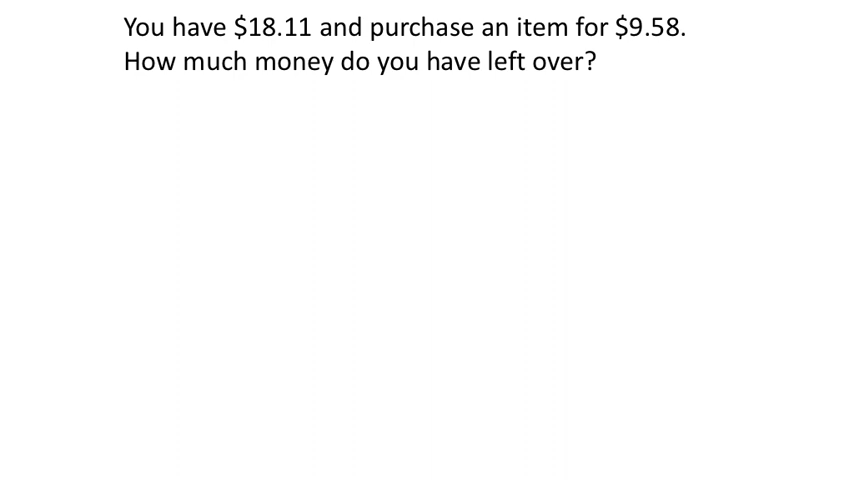 You have $18.11 and purchase an item for $9.58.
How much money do you have left over?